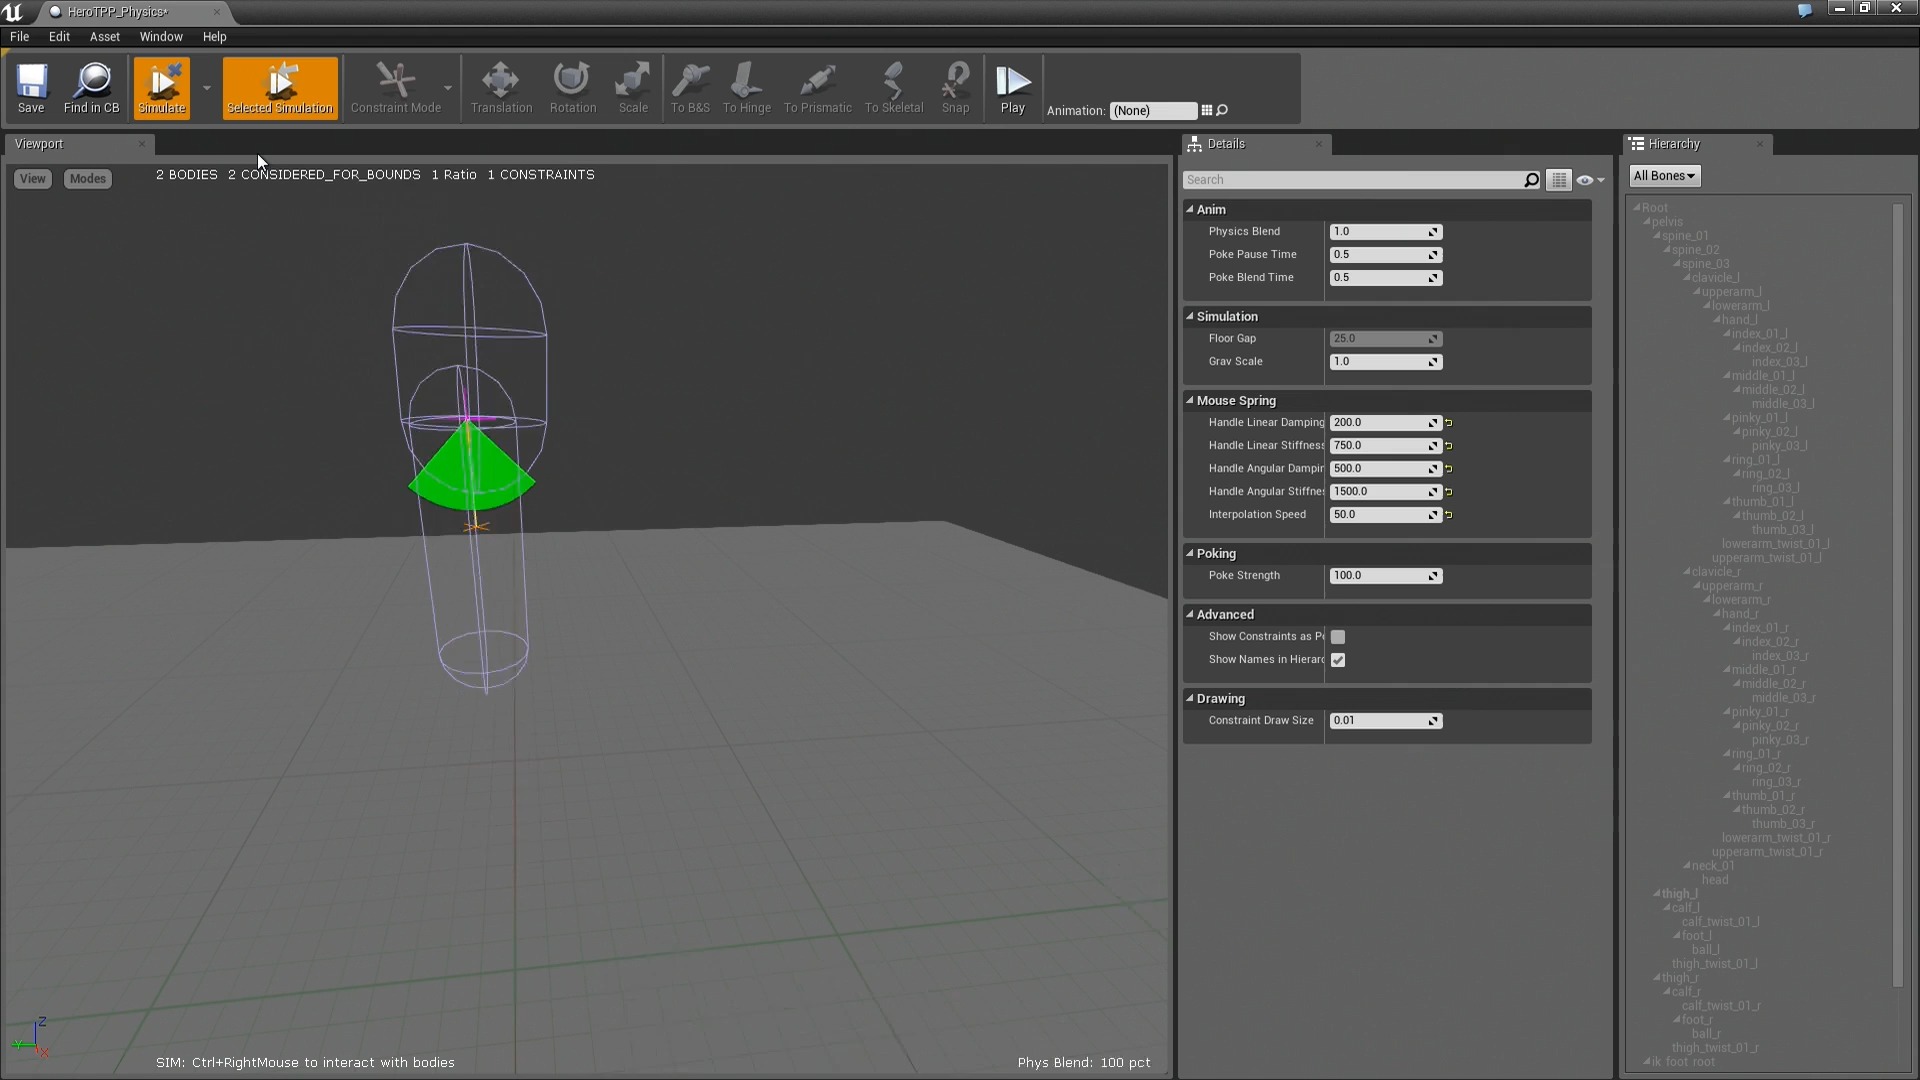 HeroTPP_Physics*
File Edit Asset Window Help
Save Find in CB Simulate Selected Simulation Constraint Mode Translation Rotation Scale To B&S To Hinge To Prismatic To Skeletal Snap Play Animation: (None)
Viewport
View Modes 2 BODIES 2 CONSIDERED_FOR_BOUNDS 1 Ratio 1 CONSTRAINTS
SIM: Ctrl+RightMouse to interact with bodies
Phys Blend: 100 pct
Z
Y
X
Details
Search
Anim
Physics Blend 1.0
Poke Pause Time 0.5
Poke Blend Time 0.5
Simulation
Floor Gap 25.0
Grav Scale 1.0
Mouse Spring
Handle Linear Damping 200.0
Handle Linear Stiffness 750.0
Handle Angular Dampin 500.0
Handle Angular Stiffnes 1500.0
Interpolation Speed 50.0
Poking
Poke Strength 100.0
Advanced
Show Constraints as Po
Show Names in Hierarc
Drawing
Constraint Draw Size 0.01
Hierarchy
All Bones
Root
pelvis
spine_01
spine_02
spine_03
clavicle_l
upperarm_l
lowerarm_l
hand_l
index_01_l
index_02_l
index_03_l
middle_01_l
middle_02_l
middle_03_l
pinky_01_l
pinky_02_l
pinky_03_l
ring_01_l
ring_02_l
ring_03_l
thumb_01_l
thumb_02_l
thumb_03_l
lowerarm_twist_01_l
upperarm_twist_01_l
clavicle_r
upperarm_r
lowerarm_r
hand_r
index_01_r
index_02_r
index_03_r
middle_01_r
middle_02_r
middle_03_r
pinky_01_r
pinky_02_r
pinky_03_r
ring_01_r
ring_02_r
ring_03_r
thumb_01_r
thumb_02_r
thumb_03_r
lowerarm_twist_01_r
upperarm_twist_01_r
neck_01
head
thigh_l
calf_l
calf_twist_01_l
foot_l
ball_l
thigh_twist_01_l
thigh_r
calf_r
calf_twist_01_r
foot_r
ball_r
thigh_twist_01_r
ik_foot_root